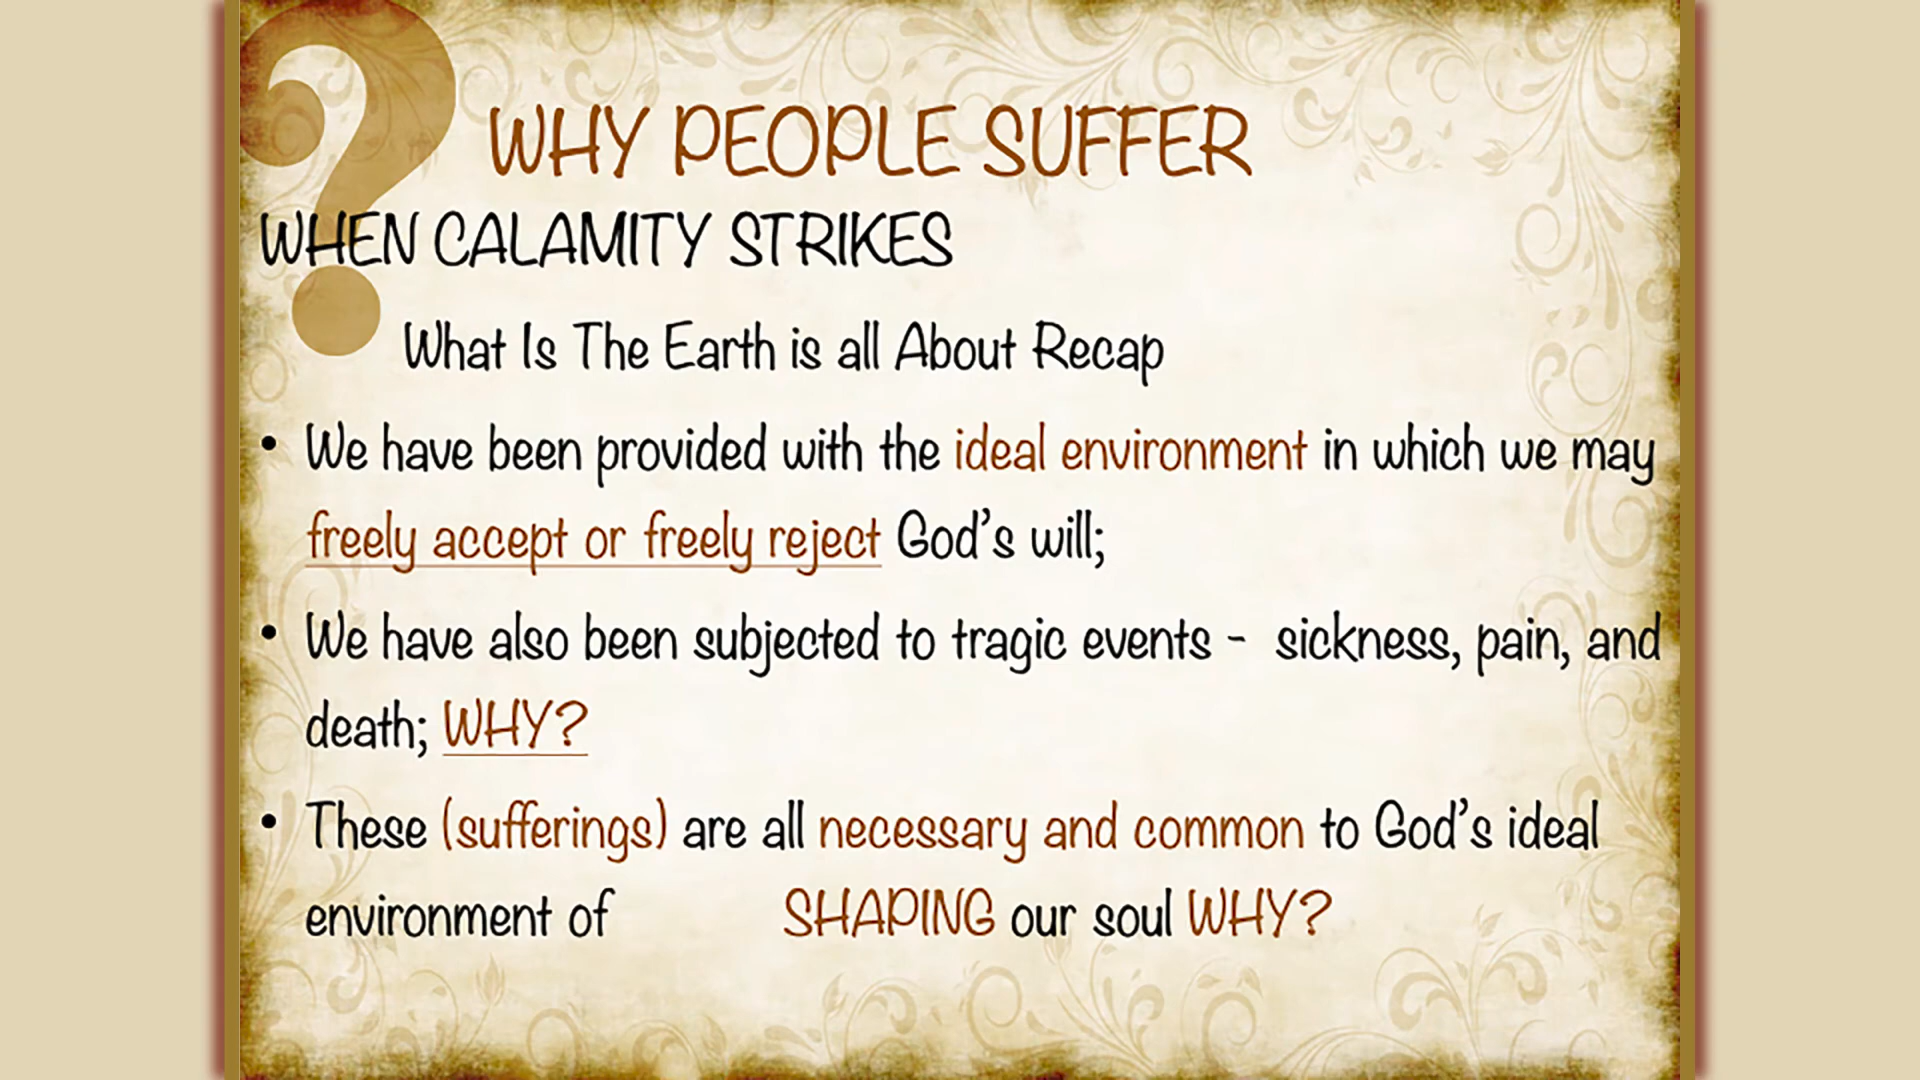 WHY PEOPLE SUFFER
WHEN CALAMITY STRIKES
What Is The Earth is all About Recap
• We have been provided with the ideal environment in which we may
freely accept or freely reject God's will;
• We have also been subjected to tragic events - sickness, pain, and
death; WHY?
• These (sufferings) are all necessary and common to God's ideal
environment of SHAPING our soul WHY?